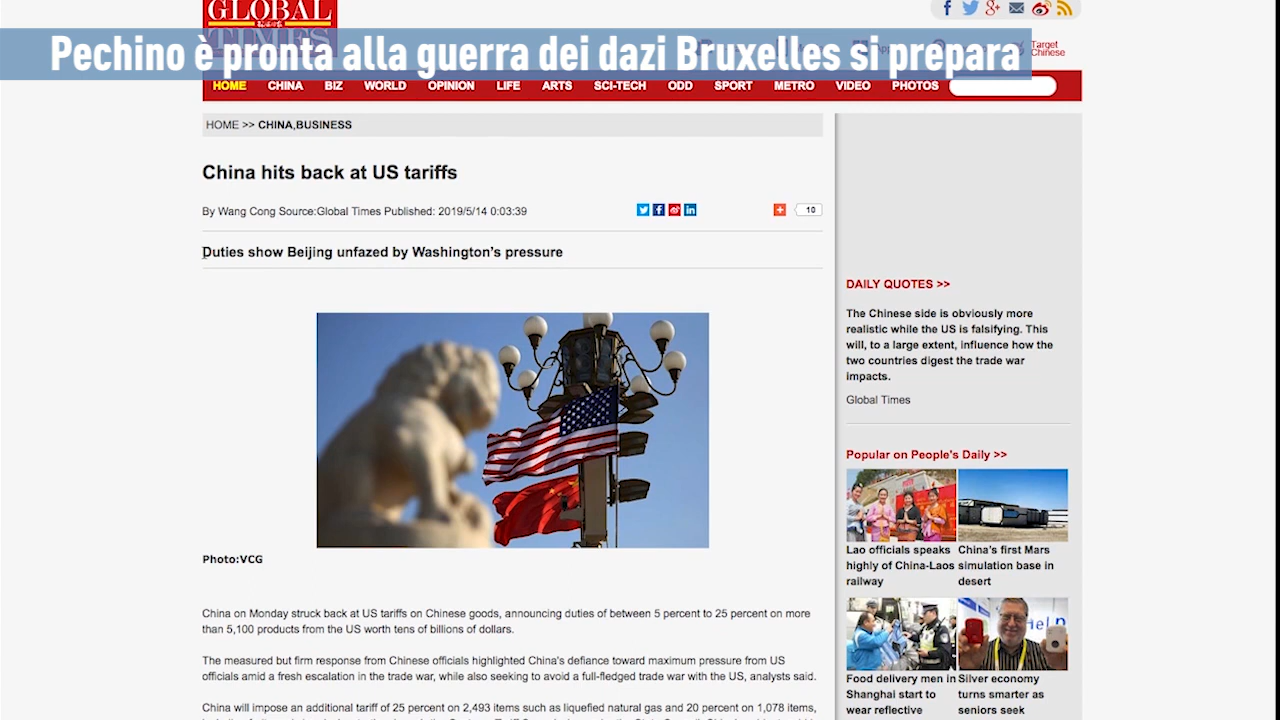 GLOBAL
TIMES
Pechino è pronta alla guerra dei dazi Bruxelles si prepara
Target
Chinese
HOME CHINA BIZ WORLD OPINION LIFE ARTS SCI-TECH ODD SPORT METRO VIDEO PHOTOS
HOME >> CHINA,BUSINESS
China hits back at US tariffs
By Wang Cong Source:Global Times Published: 2019/5/14 0:03:39
10
Duties show Beijing unfazed by Washington's pressure
Photo:VCG
China on Monday struck back at US tariffs on Chinese goods, announcing duties of between 5 percent to 25 percent on more
than 5,100 products from the US worth tens of billions of dollars.
The measured but firm response from Chinese officials highlighted China's defiance toward maximum pressure from US
officials amid a fresh escalation in the trade war, while also seeking to avoid a full-fledged trade war with the US, analysts said.
China will impose an additional tariff of 25 percent on 2,493 items such as liquefied natural gas and 20 percent on 1,078 items,
DAILY QUOTES >>
The Chinese side is obviously more
realistic while the US is falsifying. This
will, to a large extent, influence how the
two countries digest the trade war
impacts.
Global Times
Popular on People's Daily >>
Lao officials speaks
highly of China-Laos
railway
China's first Mars
simulation base in
desert
Help
Food delivery men in
Shanghai start to
wear reflective
Silver economy
turns smarter as
seniors seek